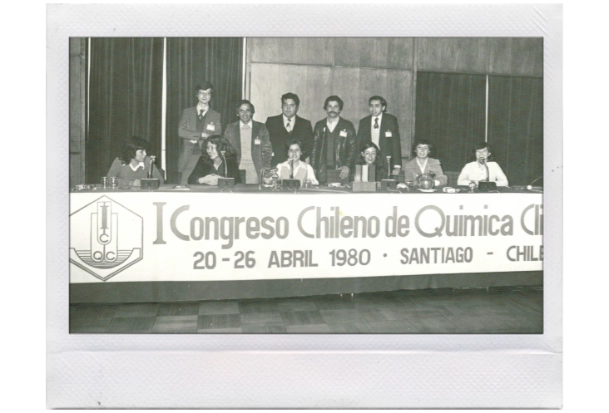 I Congreso Chileno de Quimica Cli
20-26 ABRIL 1980 · SANTIAGO - CHILE